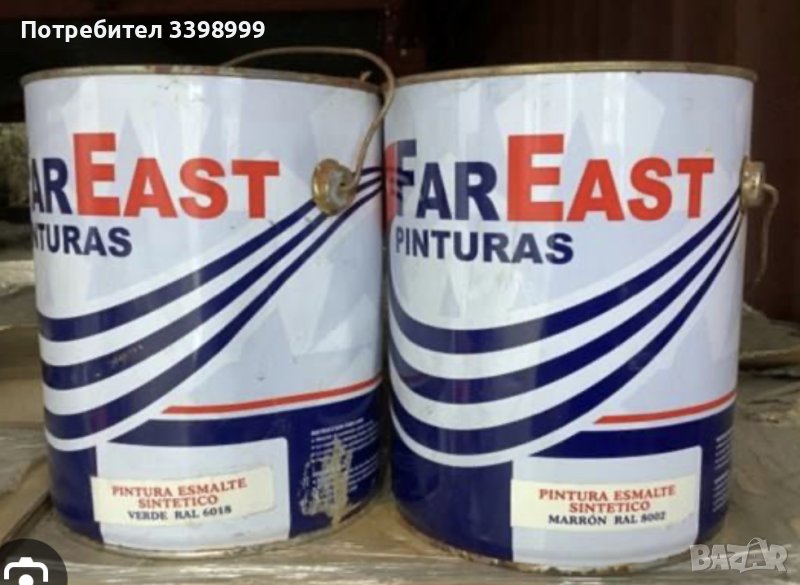 Потребител 3398999
FAREAST
PINTURAS
PINTURA ESMALTE
SINTETICO
VERDE RAL 6018
FAREAST
PINTURAS
PINTURA ESMALTE
SINTETICO
MARRÓN RAL 8002
BAZAR